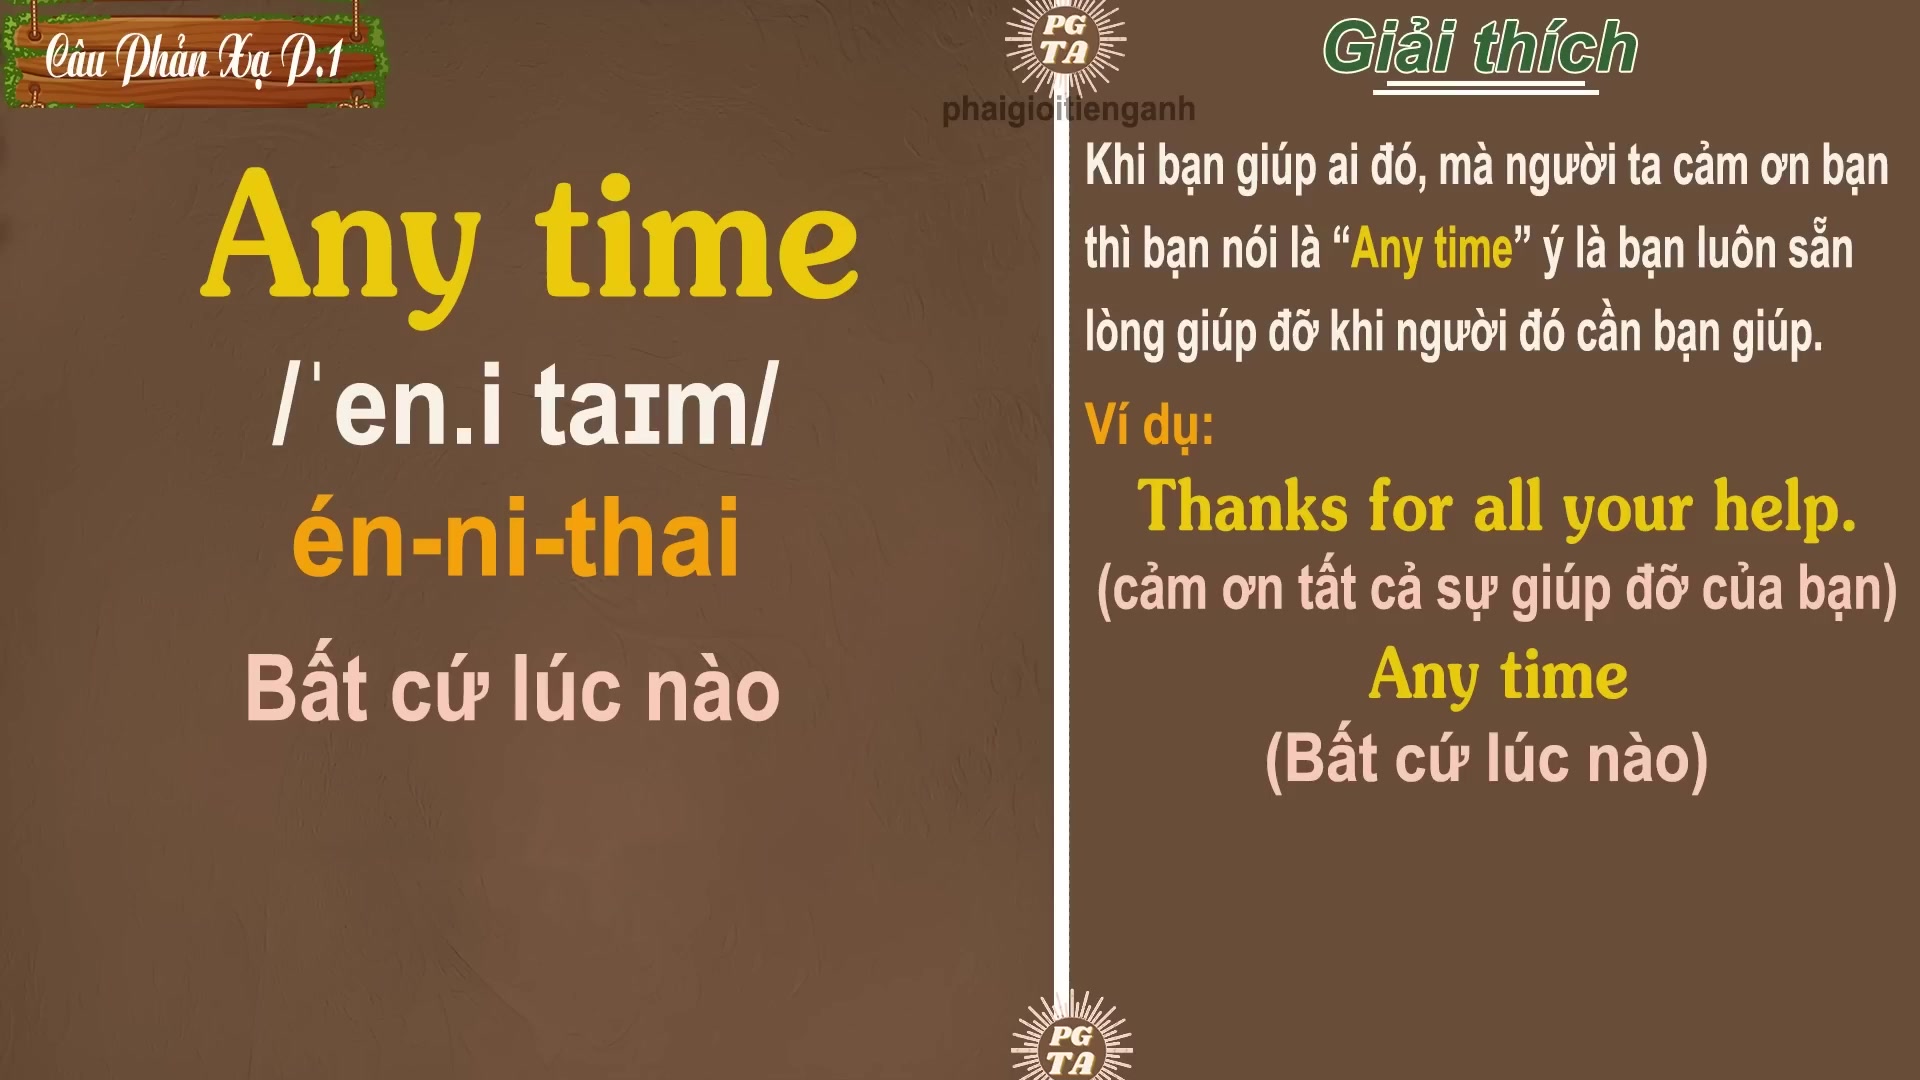 Câu Phản Xạ P.1
Any time
/ˈen.i taɪm/
én-ni-thai
Bất cứ lúc nào
PG
TA
phaigioitienganh
Giải thích
Khi bạn giúp ai đó, mà người ta cảm ơn bạn
thì bạn nói là “Any time” ý là bạn luôn sẵn
lòng giúp đỡ khi người đó cần bạn giúp.
Ví dụ:
Thanks for all your help.
(cảm ơn tất cả sự giúp đỡ của bạn)
Any time
(Bất cứ lúc nào)
PG
TA